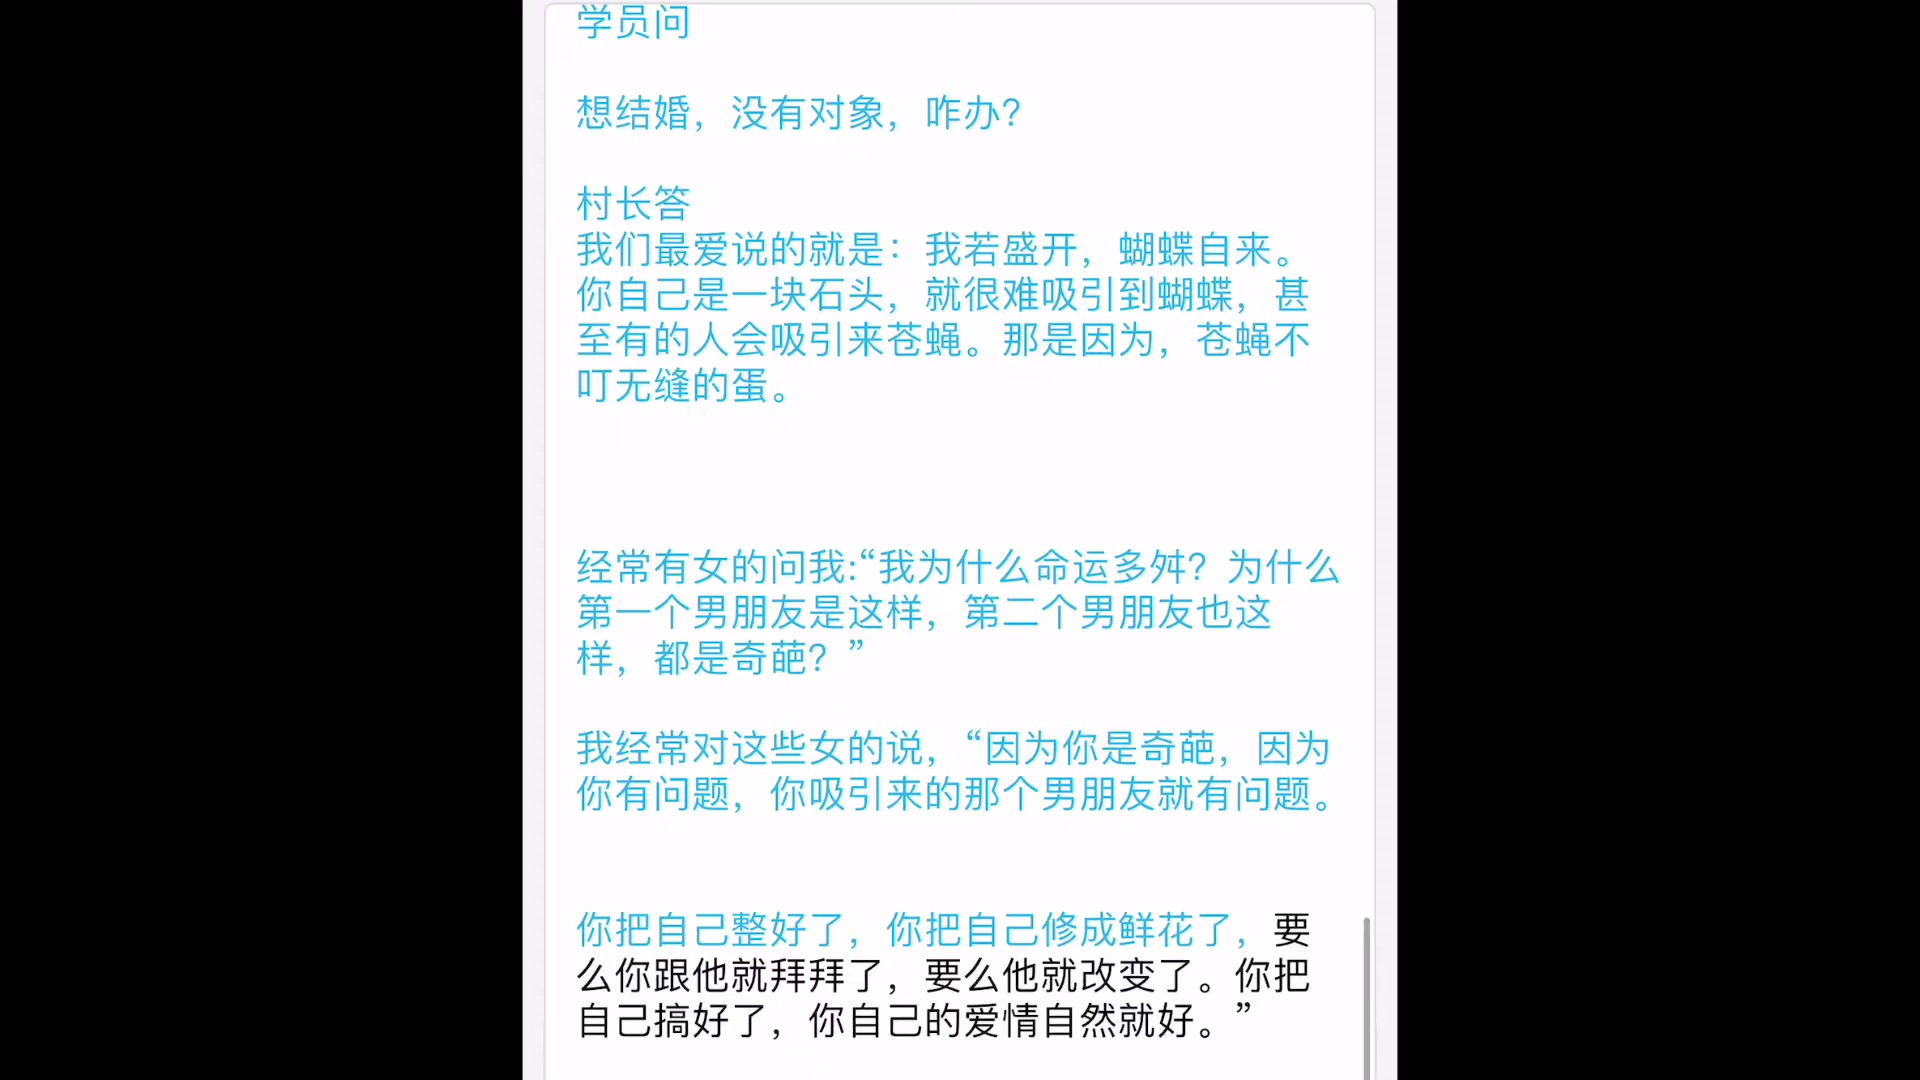 学员问
想结婚，没有对象，咋办？
村长答
我们最爱说的就是：我若盛开，蝴蝶自来。
你自己是一块石头，就很难吸引到蝴蝶，甚
至有的人会吸引来苍蝇。那是因为，苍蝇不
叮无缝的蛋。
经常有女的问我:“我为什么命运多舛？为什么
第一个男朋友是这样，第二个男朋友也这
样，都是奇葩？”
我经常对这些女的说，“因为你是奇葩，因为
你有问题，你吸引来的那个男朋友就有问题。
你把自己整好了，你把自己修成鲜花了，要
么你跟他就拜拜了，要么他就改变了。你把
自己搞好了，你自己的爱情自然就好。”